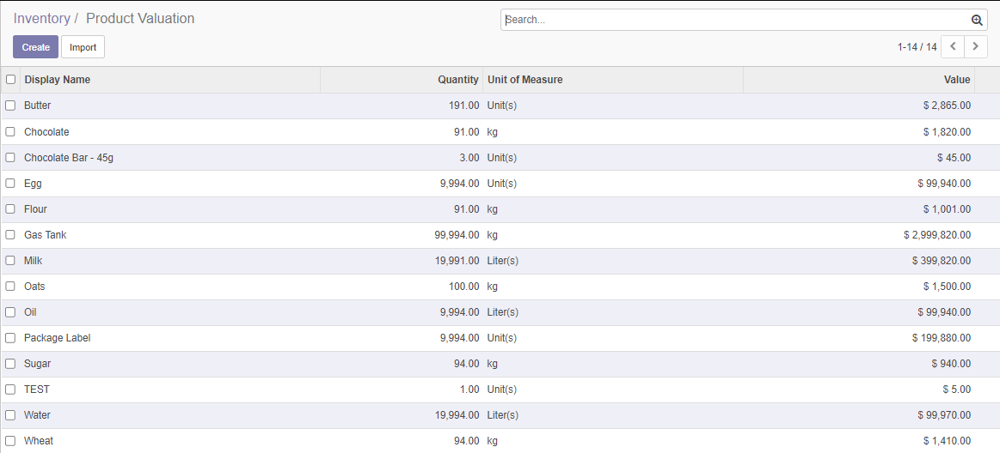 Inventory / Product Valuation
Search...
Create Import
1-14 / 14
Display Name Quantity Unit of Measure Value
Butter 191.00 Unit(s) $ 2,865.00
Chocolate 91.00 kg $ 1,820.00
Chocolate Bar - 45g 3.00 Unit(s) $ 45.00
Egg 9,994.00 Unit(s) $ 99,940.00
Flour 91.00 kg $ 1,001.00
Gas Tank 99,994.00 kg $ 2,999,820.00
Milk 19,991.00 Liter(s) $ 399,820.00
Oats 100.00 kg $ 1,500.00
Oil 9,994.00 Liter(s) $ 99,940.00
Package Label 9,994.00 Unit(s) $ 199,880.00
Sugar 94.00 kg $ 940.00
TEST 1.00 Unit(s) $ 5.00
Water 19,994.00 Liter(s) $ 99,970.00
Wheat 94.00 kg $ 1,410.00